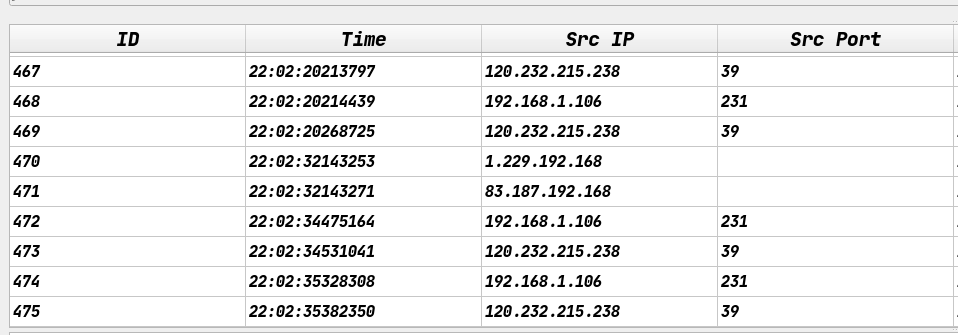 ID Time Src IP Src Port
467 22:02:20213797 120.232.215.238 39
468 22:02:20214439 192.168.1.106 231
469 22:02:20268725 120.232.215.238 39
470 22:02:32143253 1.229.192.168
471 22:02:32143271 83.187.192.168
472 22:02:34475164 192.168.1.106 231
473 22:02:34531041 120.232.215.238 39
474 22:02:35328308 192.168.1.106 231
475 22:02:35382350 120.232.215.238 39